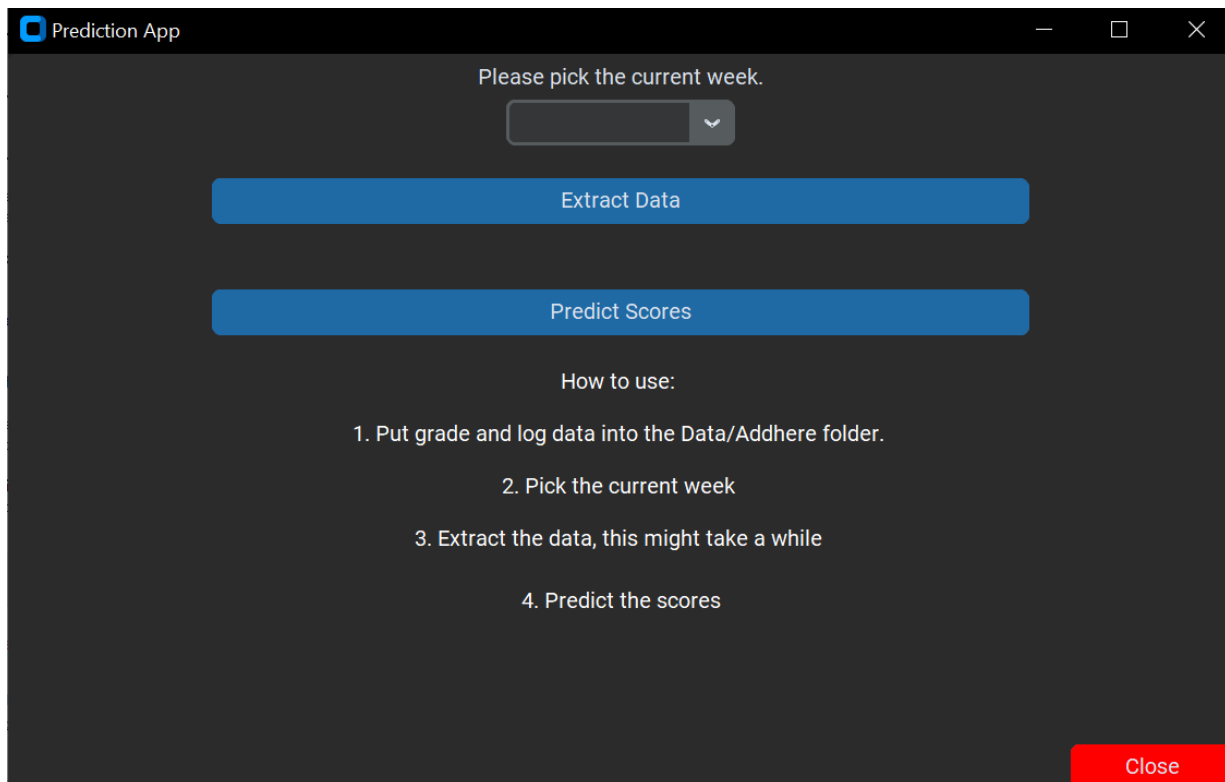 Prediction App
Please pick the current week.
Extract Data
Predict Scores
How to use:
1. Put grade and log data into the Data/Addhere folder.
2. Pick the current week
3. Extract the data, this might take a while
4. Predict the scores
Close